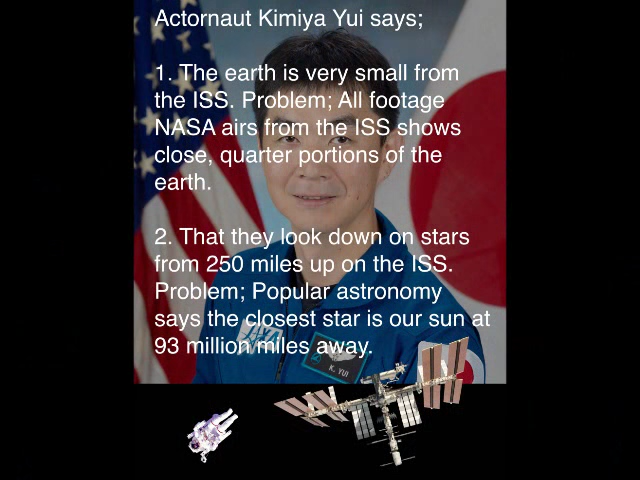 Actornaut Kimiya Yui says;
1. The earth is very small from
the ISS. Problem; All footage
NASA airs from the ISS shows
close, quarter portions of the
earth.
2. That they look down on stars
from 250 miles up on the ISS.
Problem; Popular astronomy
says the closest star is our sun at
93 million miles away.
K. YUI